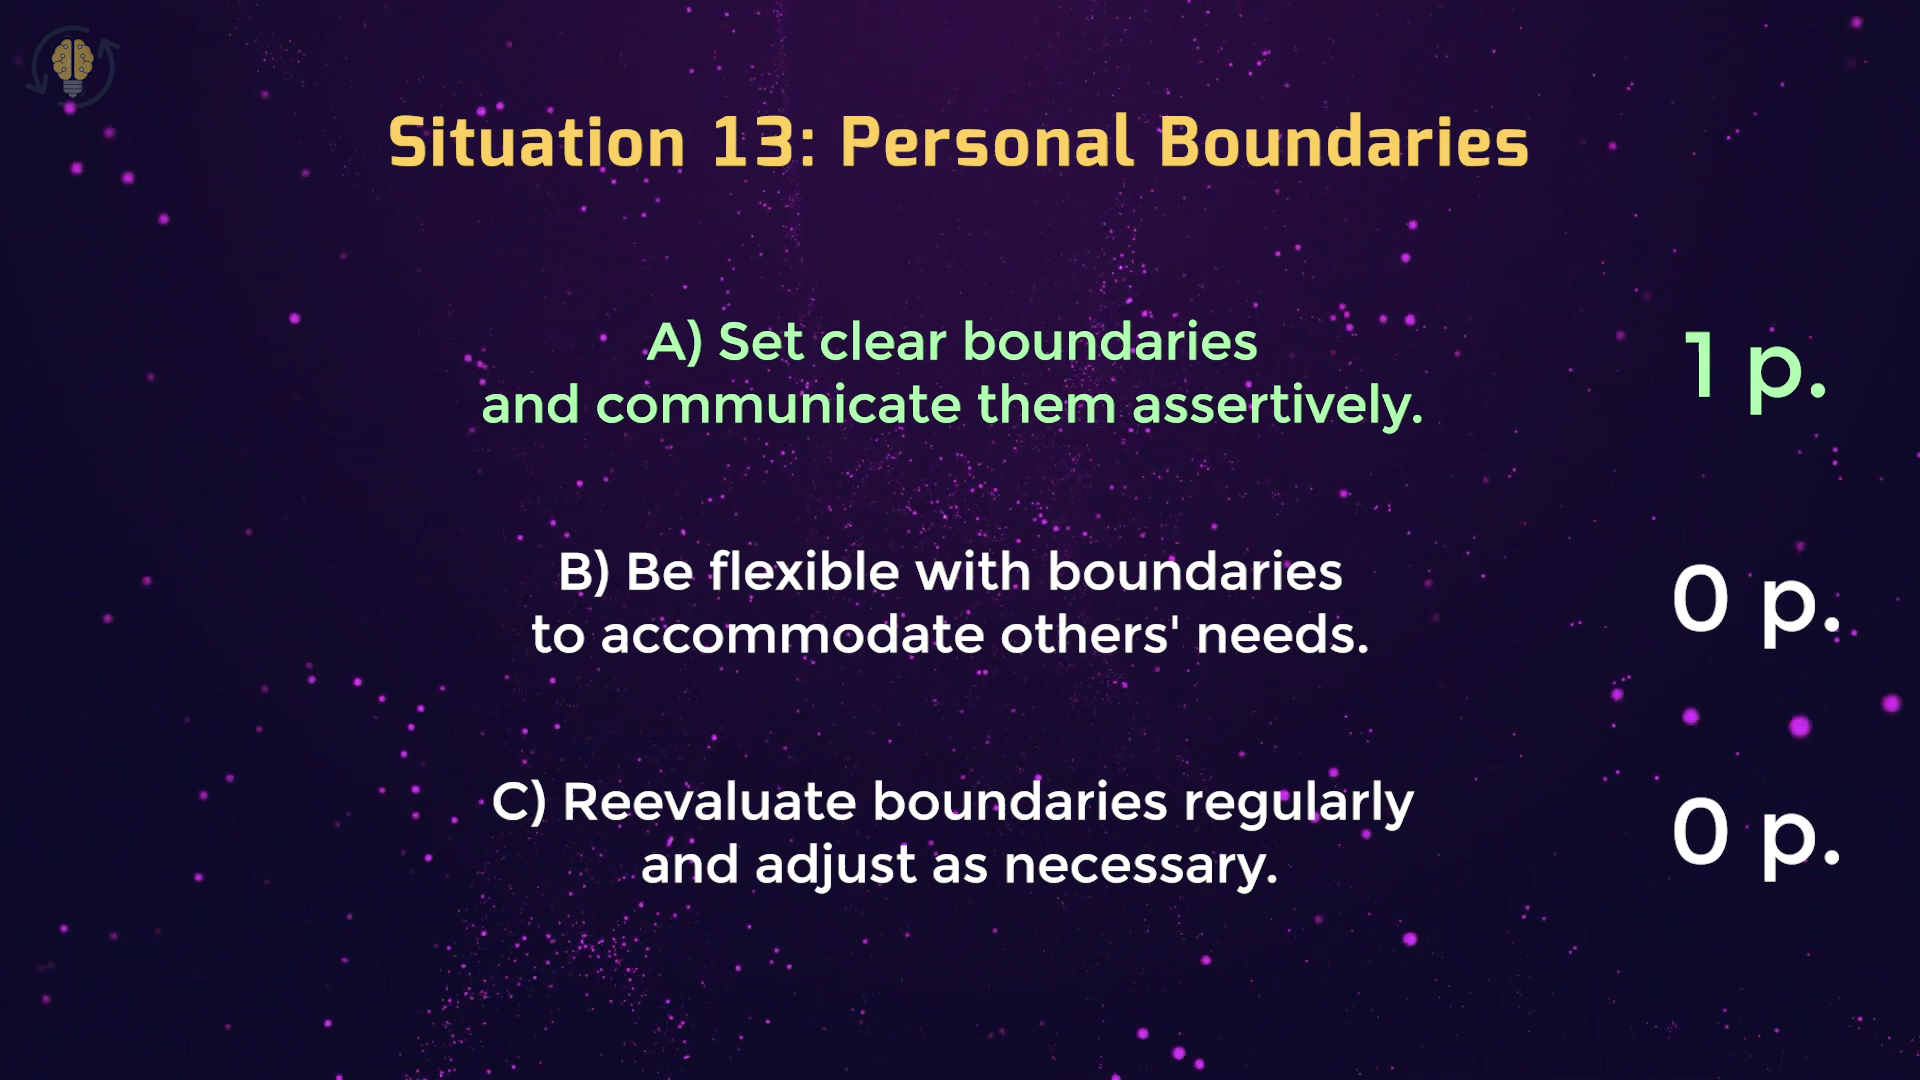 Situation 13: Personal Boundaries
A) Set clear boundaries
and communicate them assertively.
1 p.
B) Be flexible with boundaries
to accommodate others' needs.
0 p.
C) Reevaluate boundaries regularly
and adjust as necessary.
0 p.